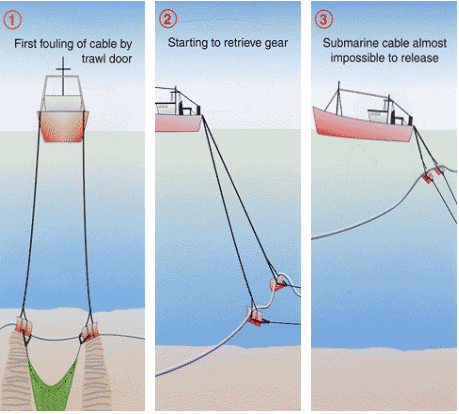 1
First fouling of cable by
trawl door
2
Starting to retrieve gear
3
Submarine cable almost
impossible to release